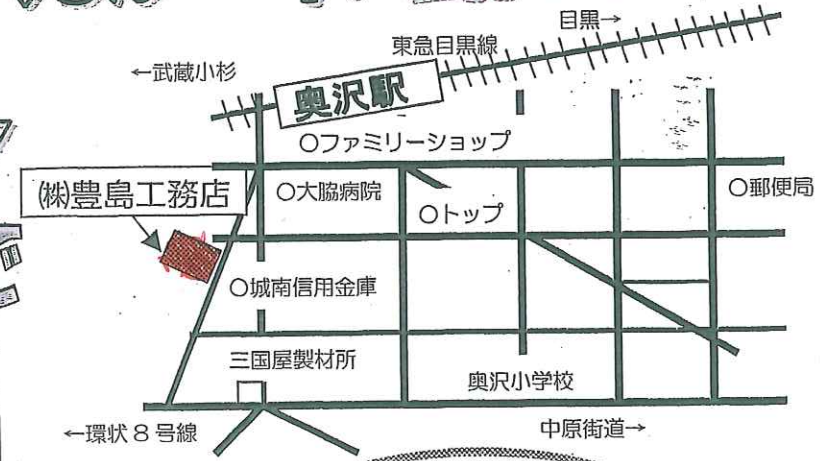 目黒→
東急目黒線
←武蔵小杉
奥沢駅
○ファミリーショップ
㈱豊島工務店
○大脇病院
○郵便局
○トップ
○城南信用金庫
三国屋製材所
奥沢小学校
←環状８号線
中原街道→